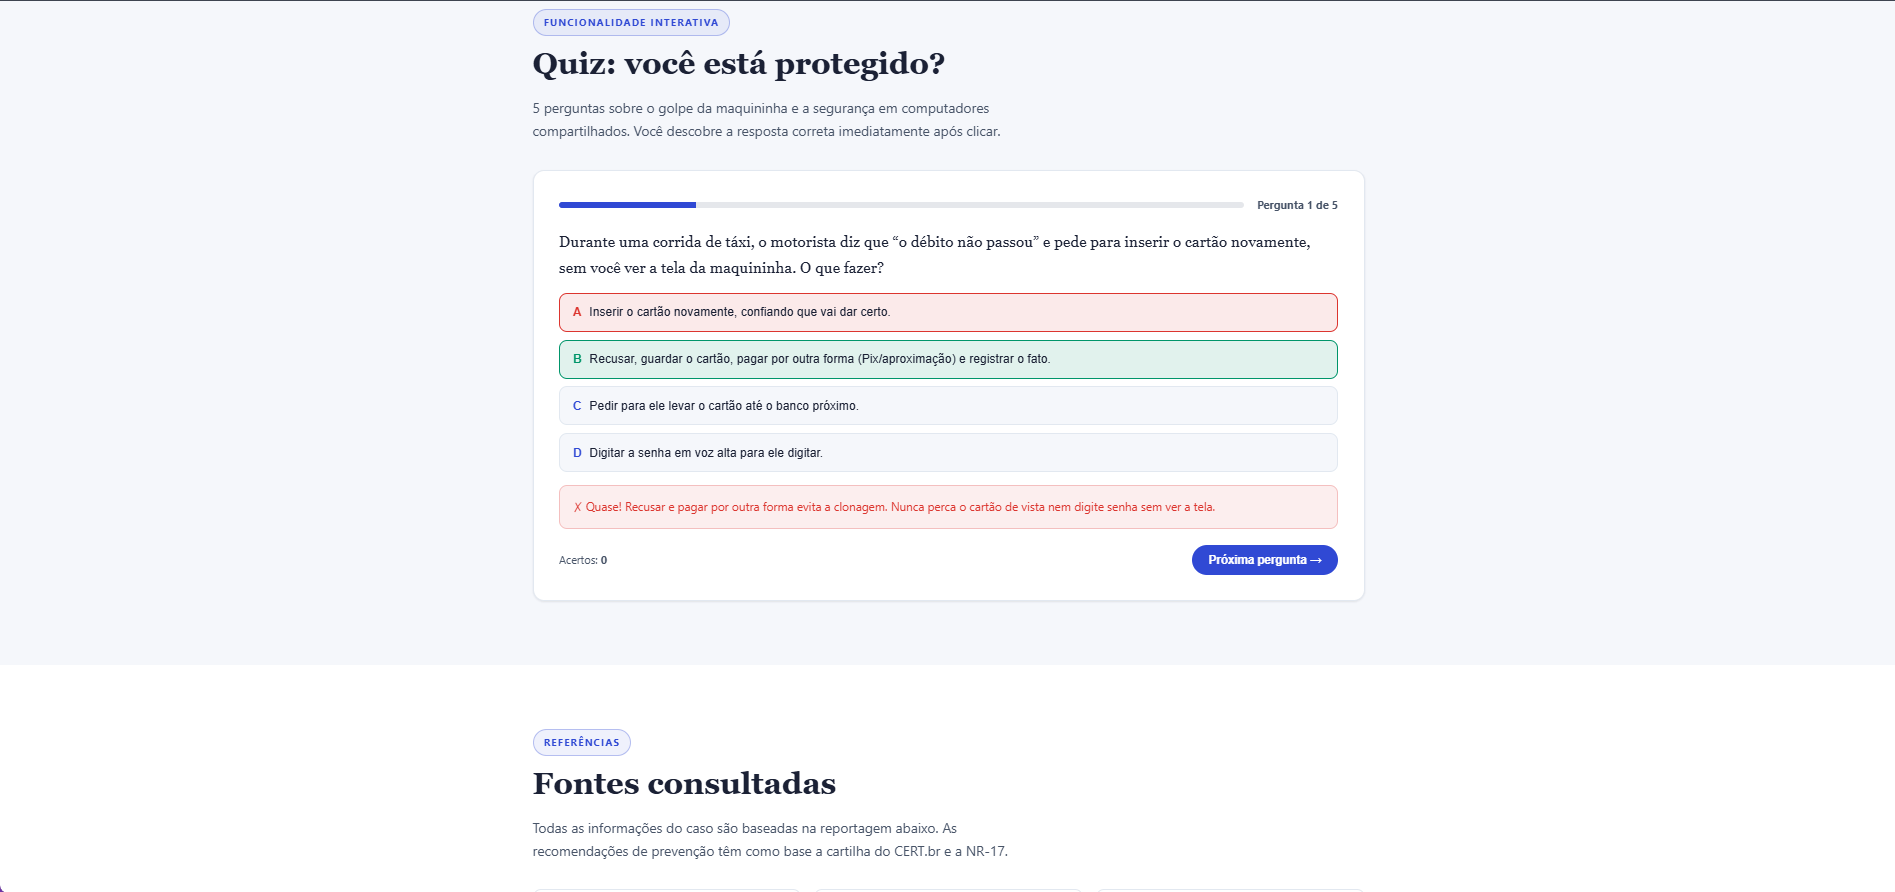 FUNCIONALIDADE INTERATIVA
Quiz: você está protegido?
5 perguntas sobre o golpe da maquininha e a segurança em computadores
compartilhados. Você descobre a resposta correta imediatamente após clicar.
Pergunta 1 de 5
Durante uma corrida de táxi, o motorista diz que “o débito não passou” e pede para inserir o cartão novamente,
sem você ver a tela da maquininha. O que fazer?
A Inserir o cartão novamente, confiando que vai dar certo.
B Recusar, guardar o cartão, pagar por outra forma (Pix/aproximação) e registrar o fato.
C Pedir para ele levar o cartão até o banco próximo.
D Digitar a senha em voz alta para ele digitar.
X Quase! Recusar e pagar por outra forma evita a clonagem. Nunca perca o cartão de vista nem digite senha sem ver a tela.
Acertos: 0
Próxima pergunta →
REFERÊNCIAS
Fontes consultadas
Todas as informações do caso são baseadas na reportagem abaixo. As
recomendações de prevenção têm como base a cartilha do CERT.br e a NR-17.